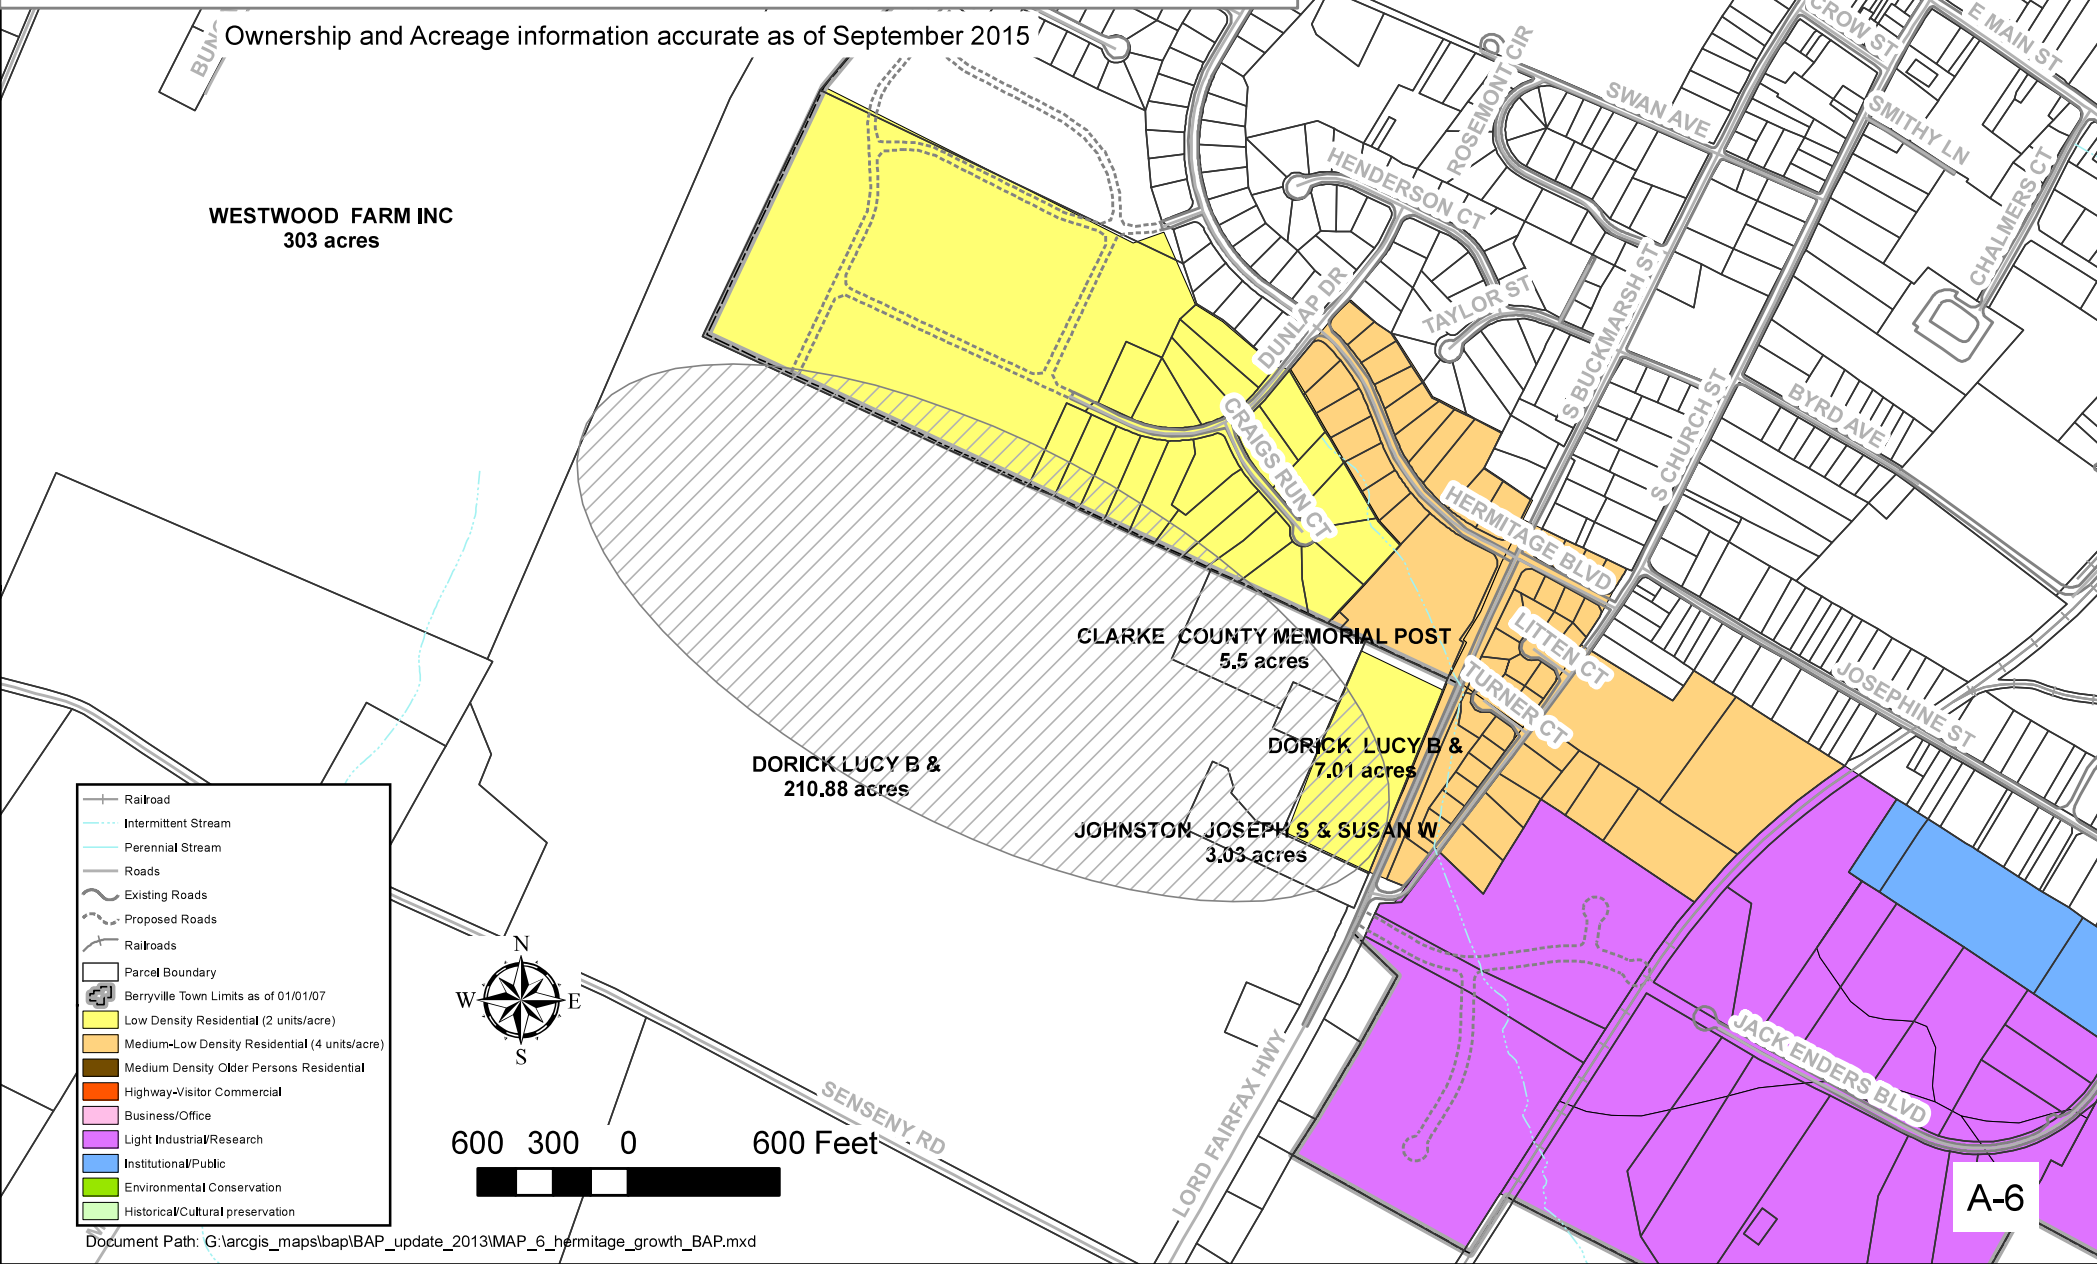 Ownership and Acreage information accurate as of September 2015
CROW ST
E MAIN ST
ROSEMONT CIR
SWAN AVE
SMITHY LN
HENDERSON CT
CHALMERS CT
WESTWOOD FARM INC
303 acres
DUNLAP DR
TAYLOR ST
S BUCKMARSH ST
S CHURCH ST
BYRD AVE
CRAIGS RUN CT
HERMITAGE BLVD
LITTEN CT
TURNER CT
JOSEPHINE ST
CLARKE COUNTY MEMORIAL POST
5.5 acres
DORICK LUCY B &
7.01 acres
DORICK LUCY B &
210.88 acres
JOHNSTON JOSEPH S & SUSAN W
3.03 acres
Railroad
Intermittent Stream
Perennial Stream
Roads
Existing Roads
Proposed Roads
Railroads
Parcel Boundary
Berryville Town Limits as of 01/01/07
Low Density Residential (2 units/acre)
Medium-Low Density Residential (4 units/acre)
Medium Density Older Persons Residential
Highway-Visitor Commercial
Business/Office
Light Industrial/Research
Institutional/Public
Environmental Conservation
Historical/Cultural preservation
N
W E
S
600 300 0 600 Feet
SENSENY RD
LORD FAIRFAX HWY
JACK ENDERS BLVD
A-6
Document Path: G:\arcgis_maps\bap\BAP_update_2013\MAP_6_hermitage_growth_BAP.mxd